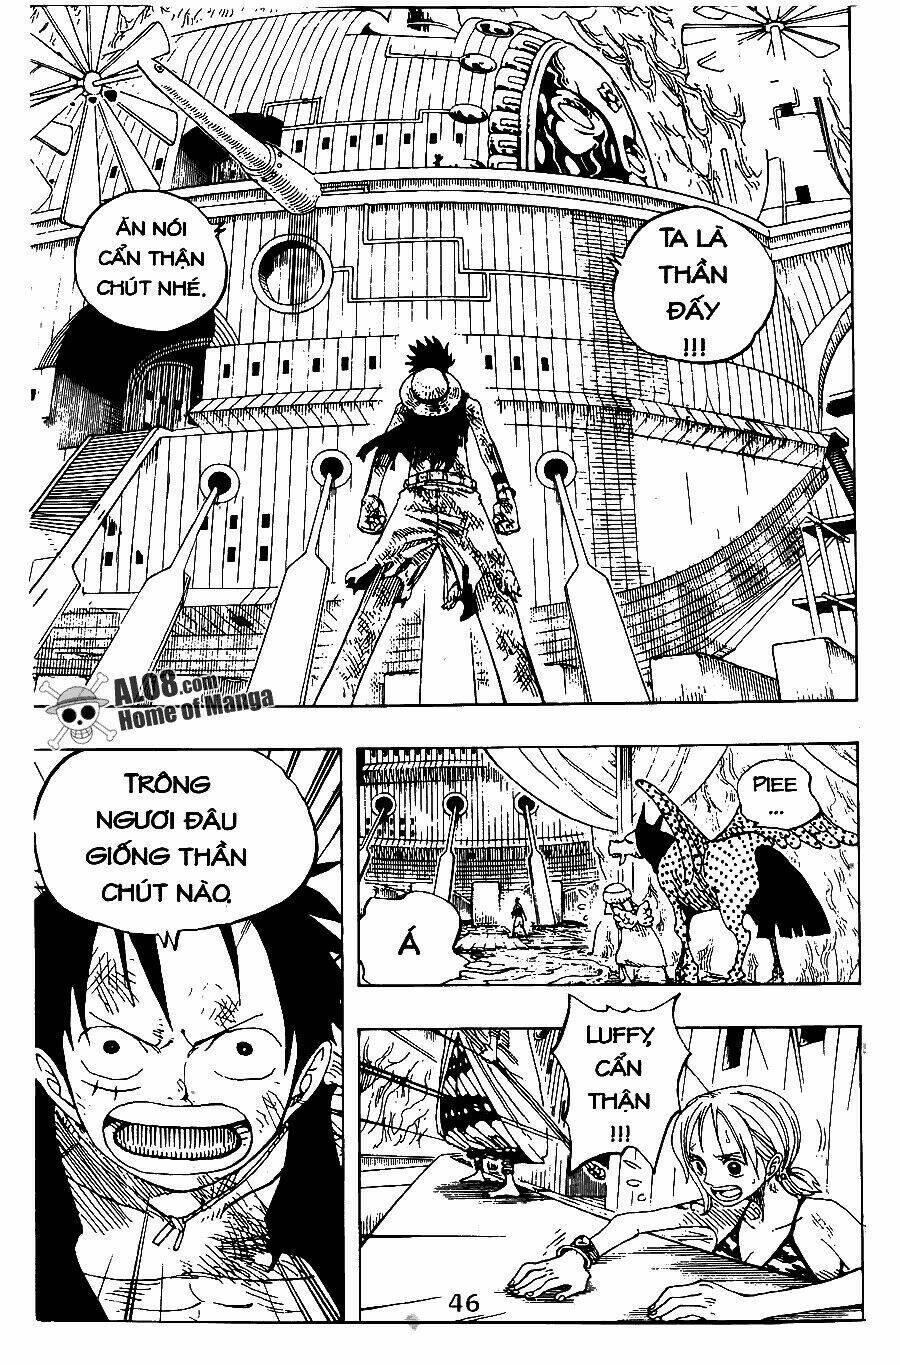 ĂN NÓI
CẨN THẬN
CHÚT NHÉ.
TA LÀ
THẦN
ĐẤY
!!!
ALO8.com
Home of Manga
TRÔNG
NGƯƠI ĐÂU
GIỐNG THẦN
CHÚT NÀO.
PIEE
...
Á
LUFFY,
CẨN
THẬN
!!!
46